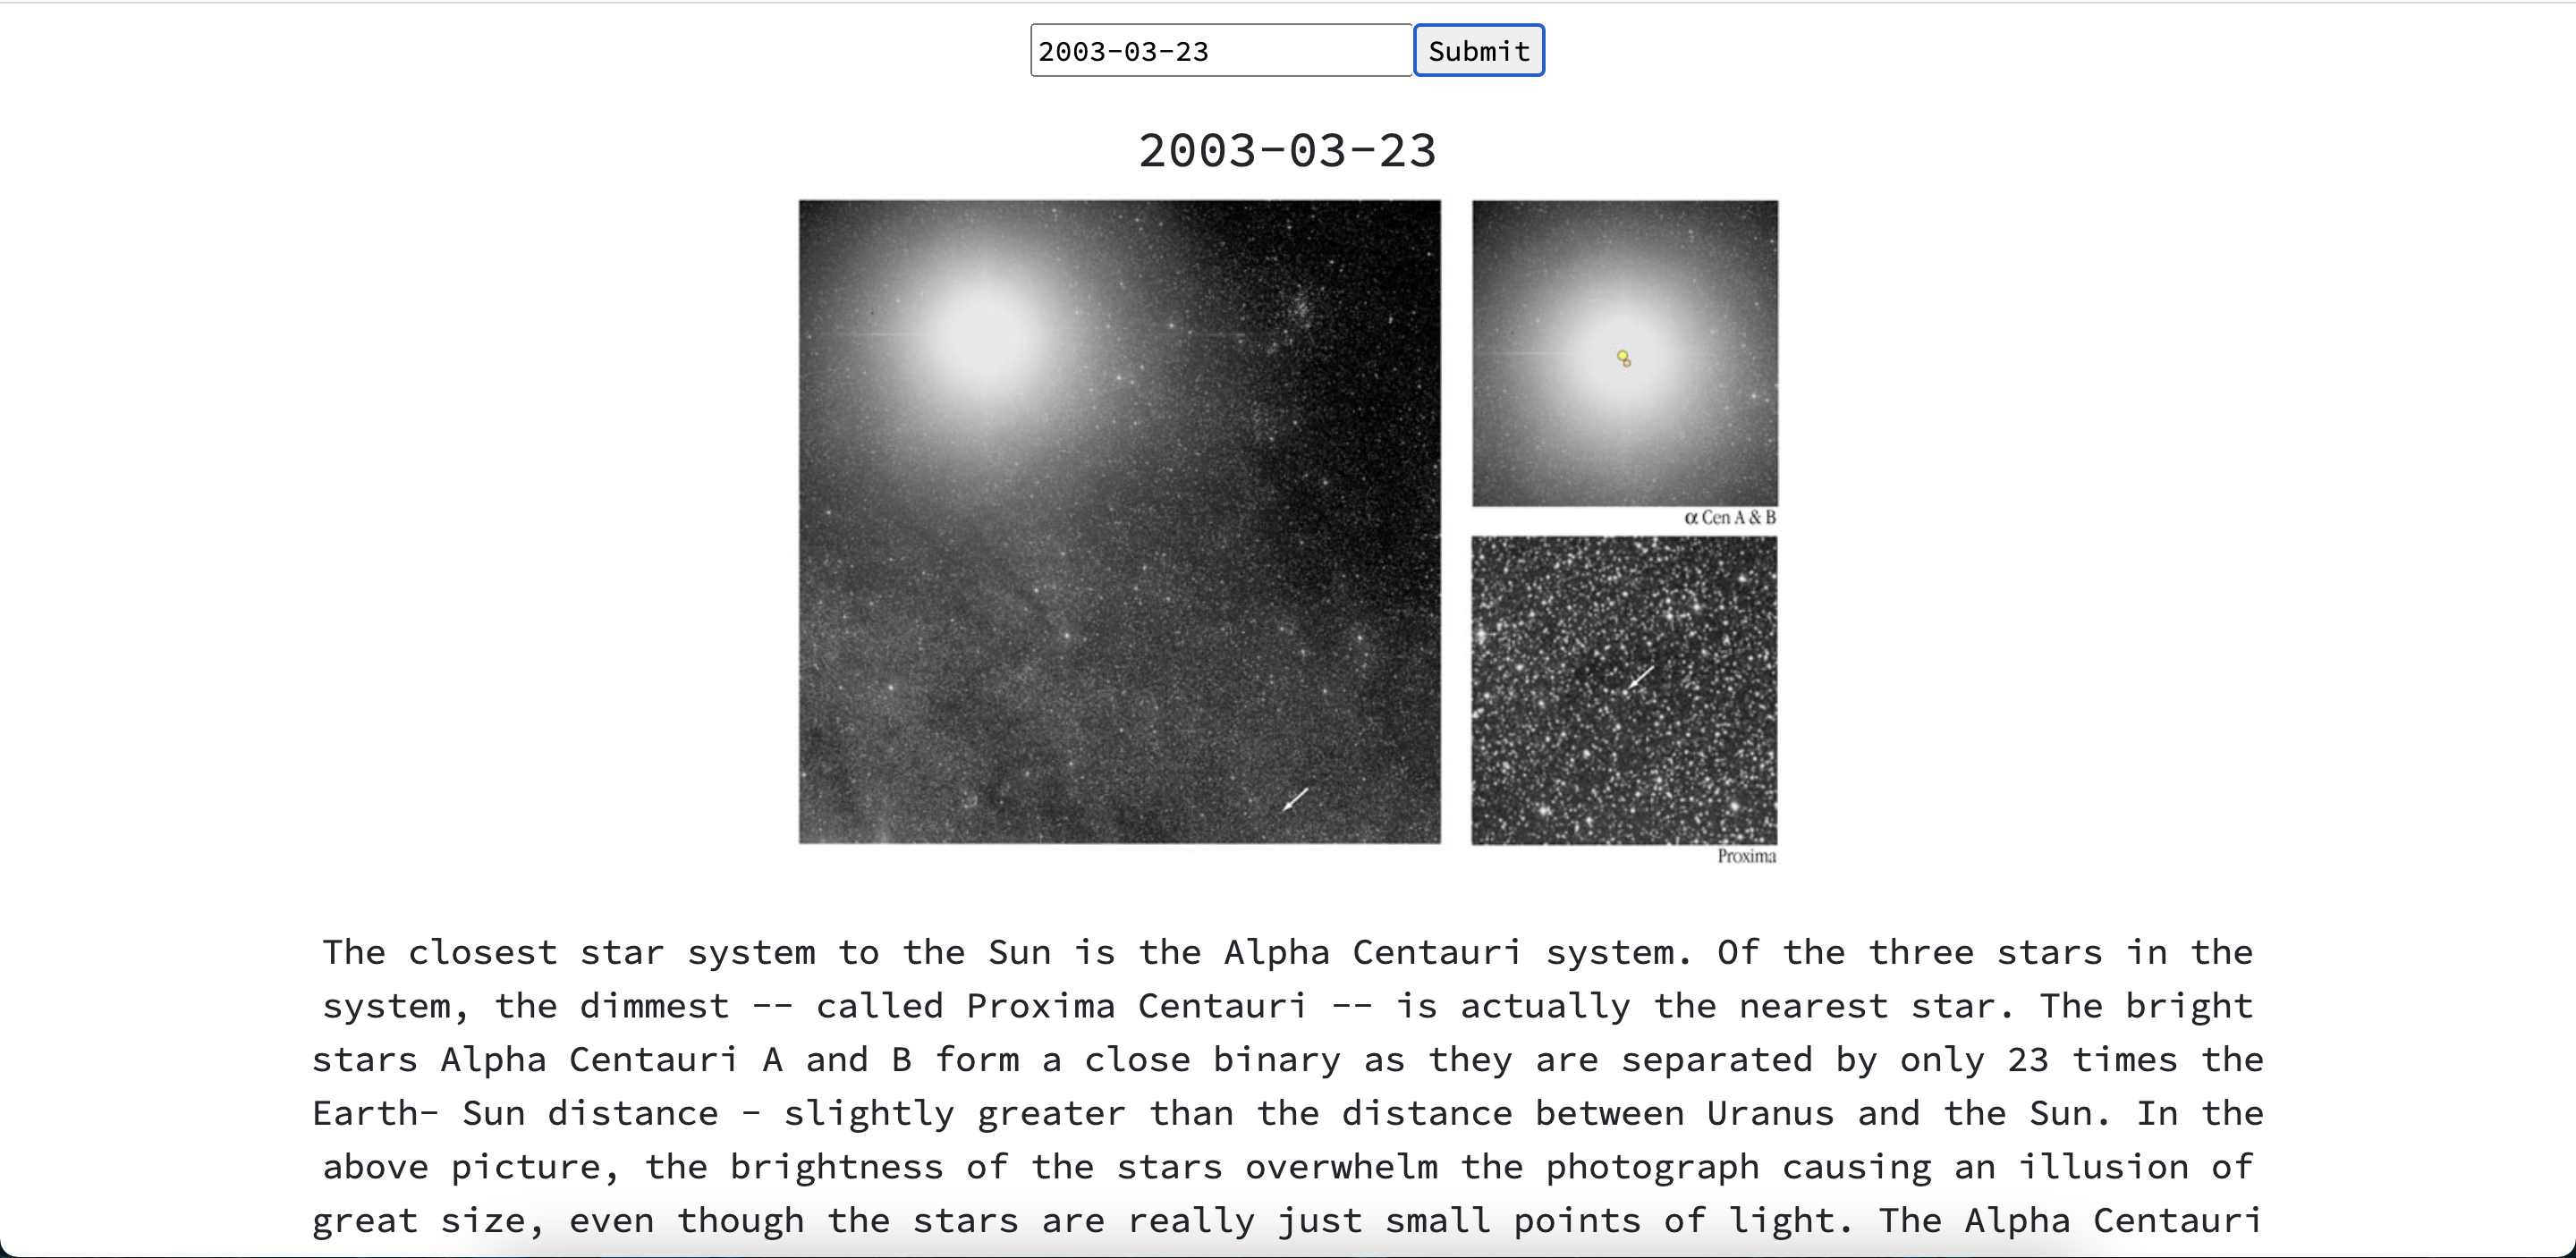 2003-03-23 Submit
2003-03-23
α Cen A & B
Proxima
The closest star system to the Sun is the Alpha Centauri system. Of the three stars in the
system, the dimmest -- called Proxima Centauri -- is actually the nearest star. The bright
stars Alpha Centauri A and B form a close binary as they are separated by only 23 times the
Earth- Sun distance - slightly greater than the distance between Uranus and the Sun. In the
above picture, the brightness of the stars overwhelm the photograph causing an illusion of
great size, even though the stars are really just small points of light. The Alpha Centauri